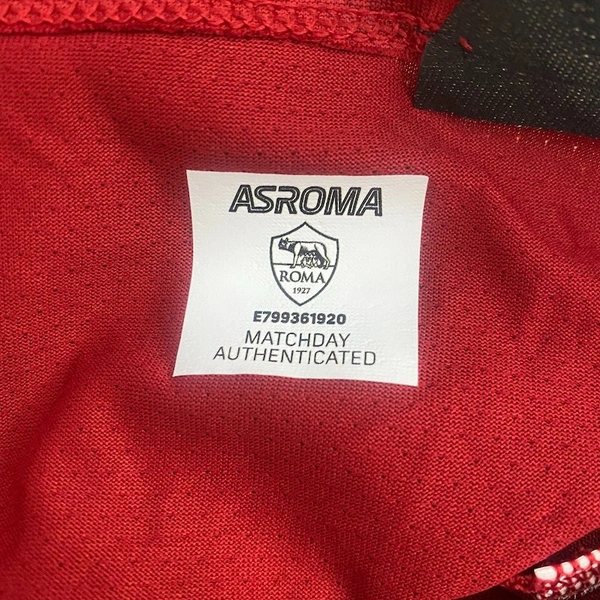 ASROMA
ROMA
1927
E799361920
MATCHDAY
AUTHENTICATED